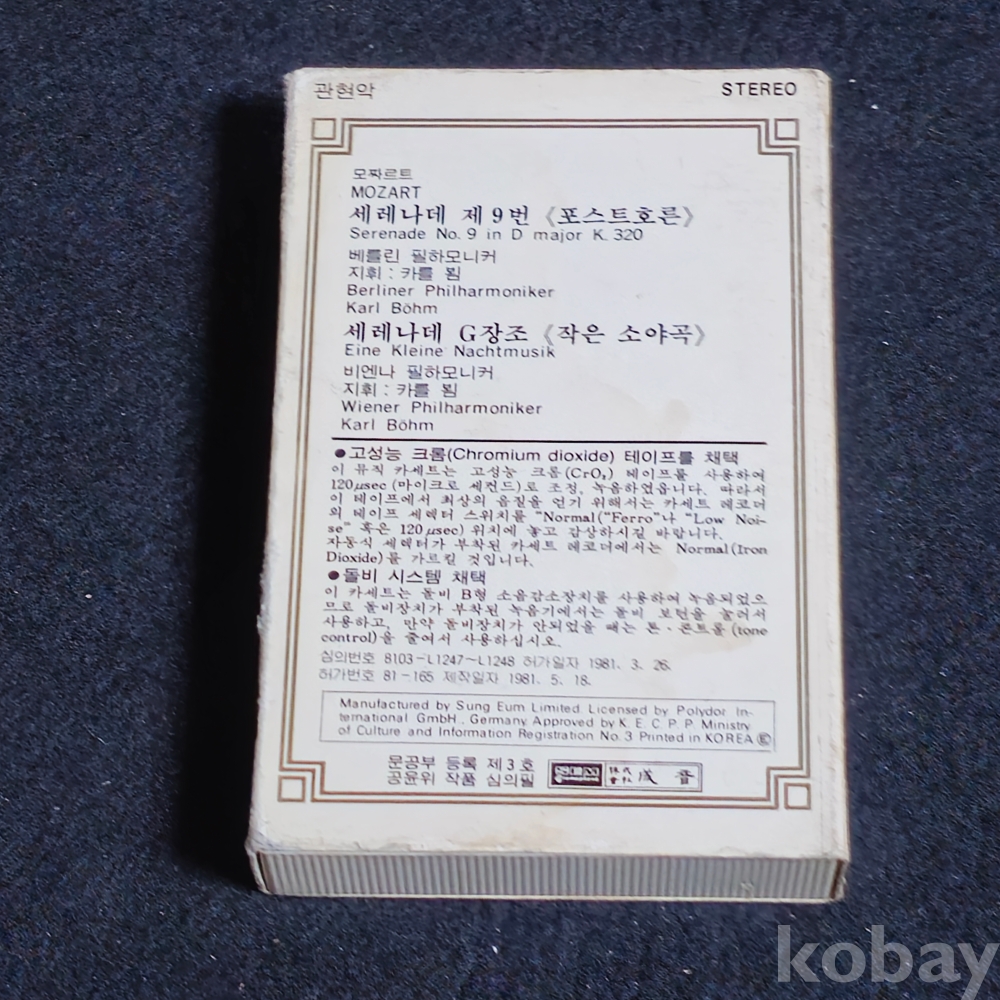 관현악
STEREO
모짜르트
MOZART
세레나데 제9번 《포스트호른》
Serenade No. 9 in D major K. 320
베를린 필하모니커
지휘 : 카를 뵘
Berliner Philharmoniker
Karl Böhm
세레나데 G장조 《작은 소야곡》
Eine Kleine Nachtmusik
비엔나 필하모니커
지휘 : 카를 뵘
Wiener Philharmoniker
Karl Böhm
●고성능 크롬(Chromium dioxide) 테이프를 채택
이 뮤직 카세트는 고성능 크롬(CrO₂) 테이프를 사용하여
120μsec (마이크로 세컨드)로 조정, 녹음하였읍니다. 따라서
이 테이프에서 최상의 음질을 얻기 위해서는 카세트 레코더
의 테이프 세렉터 스위치를 "Normal ("Ferro"나 "Low Noi-
se" 혹은 120 μsec) 위치에 놓고 감상하시길 바랍니다.
자동식 세렉터가 부착된 카세트 레코더에서는 Normal (Iron
Dioxide)를 가르킬 것입니다.
●돌비 시스템 채택
이 카세트는 돌비 B형 소음감소장치를 사용하여 녹음되었으
므로 돌비장치가 부착된 녹음기에서는 돌비 보턴을 눌러서
사용하고, 만약 돌비장치가 안되었을 때는 톤·콘트롤 (tone
control)을 줄여서 사용하십시오.
심의번호 8103-L1247~L1248 허가일자 1981. 3. 26.
허가번호 81-165 제작일자 1981. 5. 18.
Manufactured by Sung Eum Limited. Licensed by Polydor In-
ternational GmbH, Germany. Approved by K. E. C. P. P. Ministry
of Culture and Information Registration No. 3 Printed in KOREA Ⓔ
문공부 등록 제3호
공윤위 작품 심의필
株式會社 成音
kobay